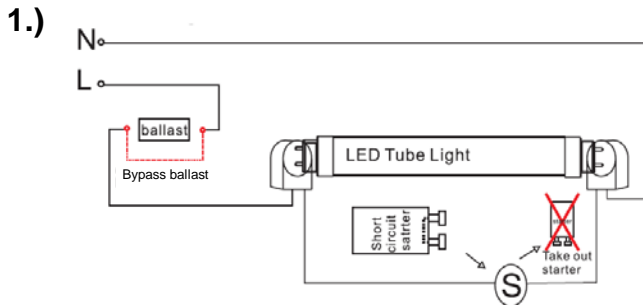 1.)
N
L
ballast
Bypass ballast
LED Tube Light
Short
circuit
satrter
Take out
starter
S